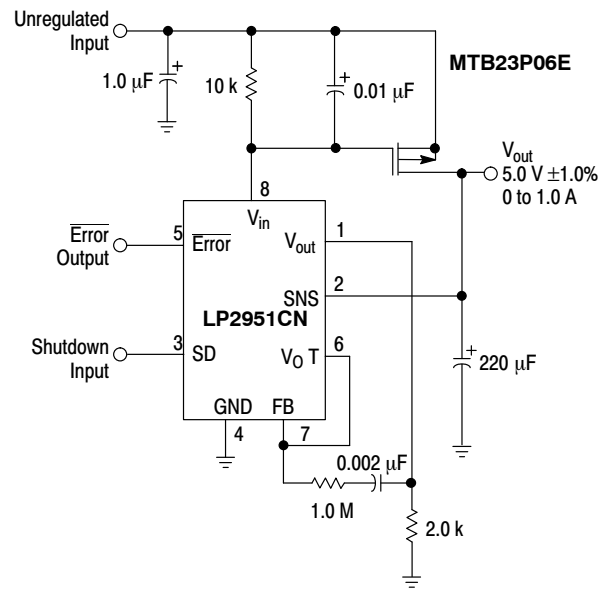 Unregulated
Input
MTB23P06E
1.0 μF
+
10 k
+
0.01 μF
Vout
5.0 V ±1.0%
0 to 1.0 A
8
Vin
Error
Output
5
Error
Vout
1
SNS
2
LP2951CN
Shutdown
Input
3
SD
VO T
6
+
220 μF
GND
FB
4
7
0.002 μF
1.0 M
2.0 k